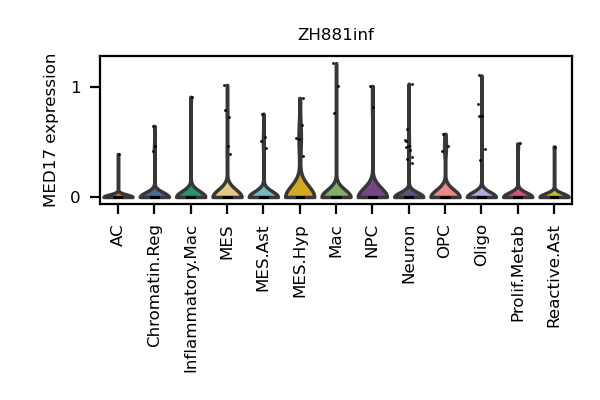 ZH881inf
MED17 expression
1
0
AC
Chromatin.Reg
Inflammatory.Mac
MES
MES.Ast
MES.Hyp
Mac
NPC
Neuron
OPC
Oligo
Prolif.Metab
Reactive.Ast